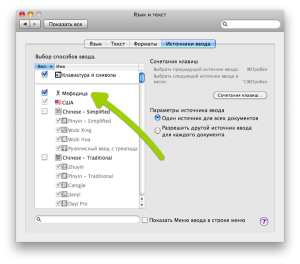 Язык и текст
Показать все
Язык Текст Форматы Источники ввода
Выбор способов ввода.
Вкл. Имя
Клавиатура и символы
Мефодица
США
Chinese – Simplified
Pinyin – Simplified
Wubi Xing
Wubi Hua
Рукописный ввод с трекпада
Chinese – Traditional
Zhuyin
Pinyin – Traditional
Cangjie
Jianyi
Dayi Pro
Сочетания клавиш
Выбрать предыдущий источник ввода: ⌘Пробел
Выбрать следующий источник ввода в меню: ⌥⌘Пробел
Сочетания клавиш...
Параметры источника ввода
Один источник для всех документов
Разрешить другой источник ввода для каждого документа
Показать Меню ввода в строке меню
?